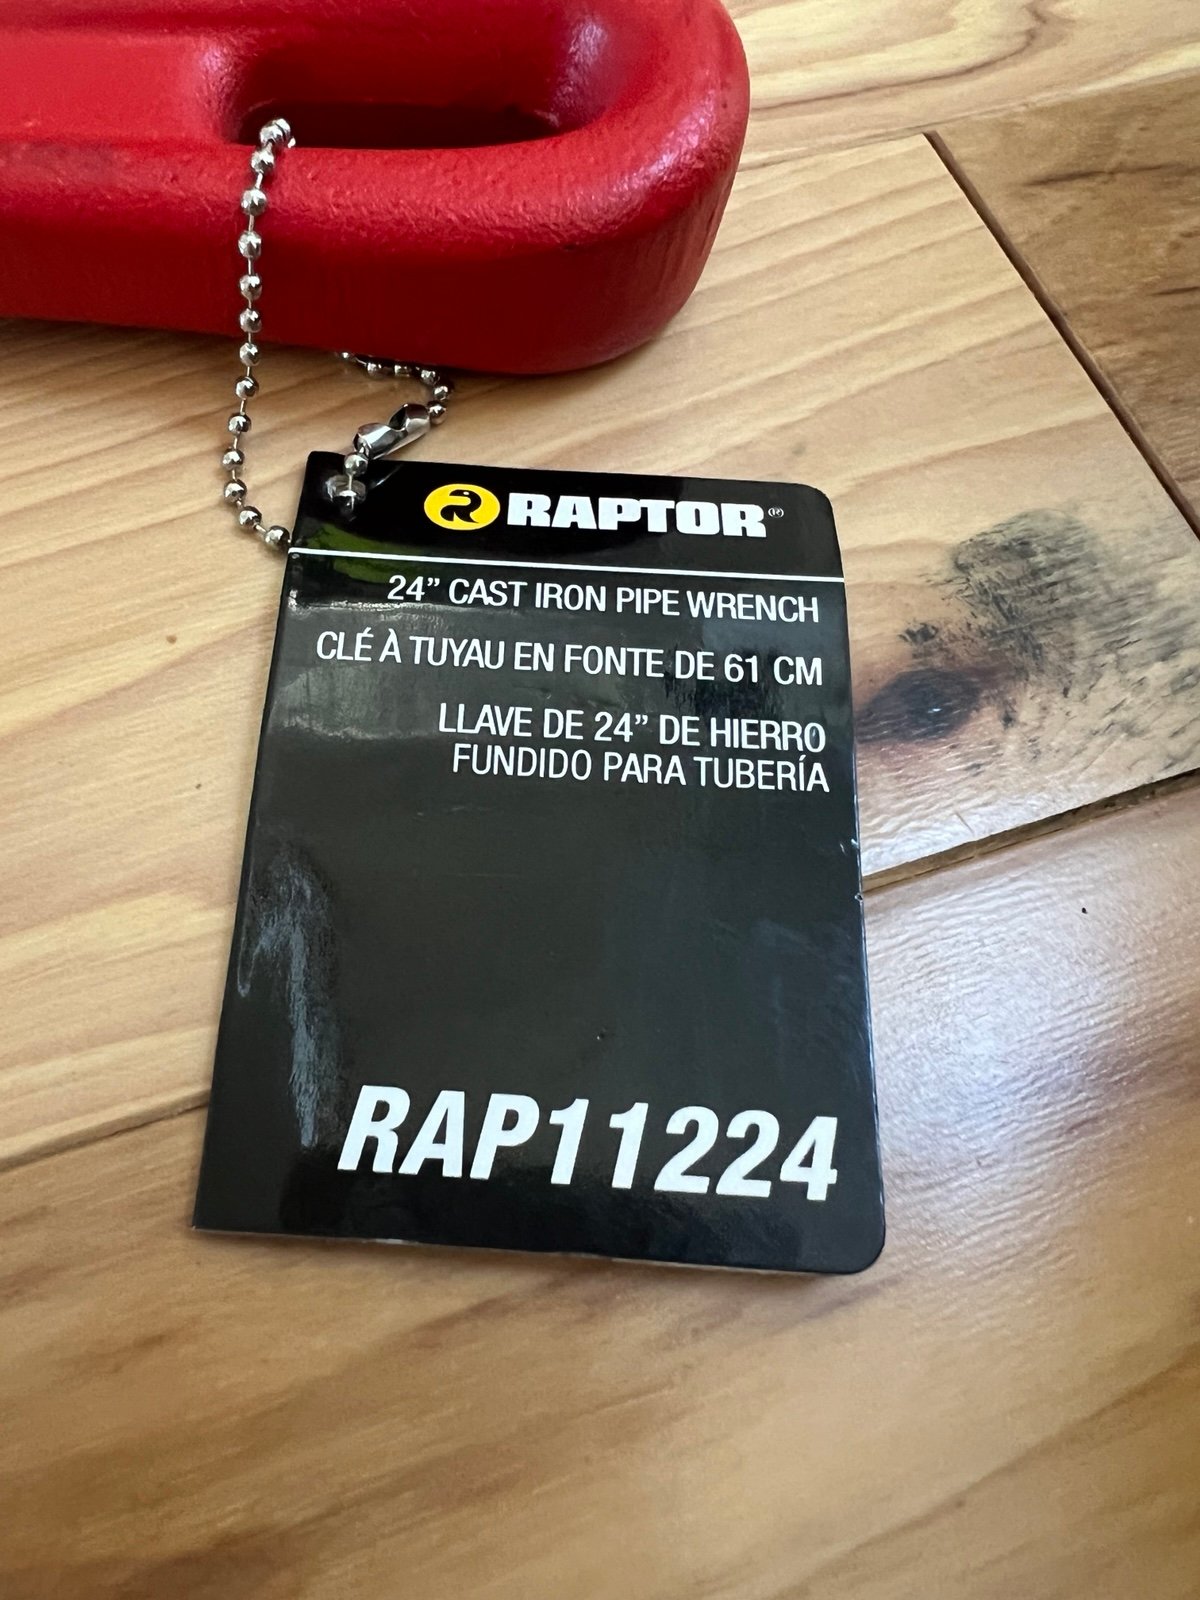 RAPTOR®
24” CAST IRON PIPE WRENCH
CLÉ À TUYAU EN FONTE DE 61 CM
LLAVE DE 24” DE HIERRO
FUNDIDO PARA TUBERÍA
RAP11224